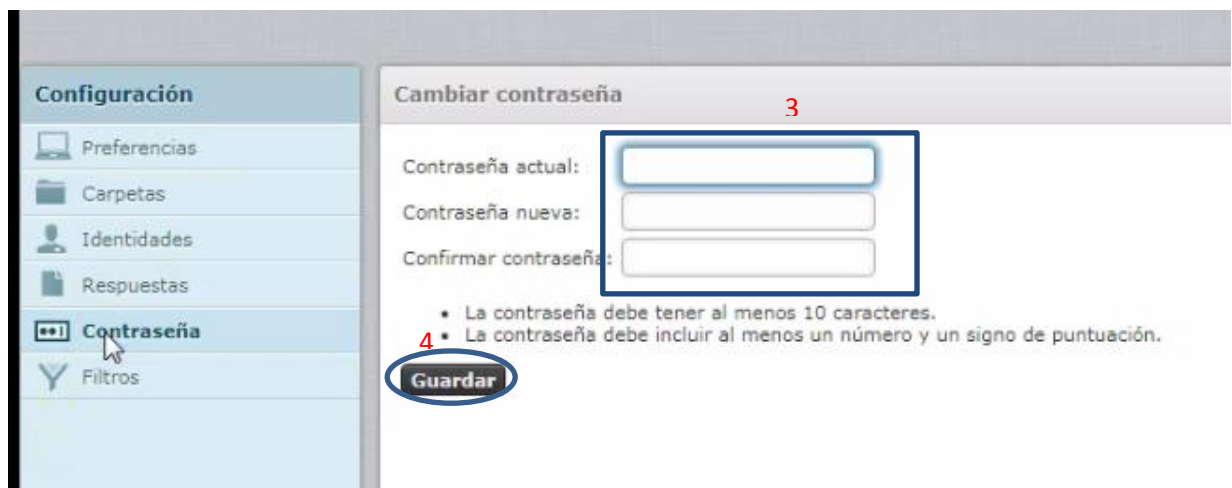 Configuración
Preferencias
Carpetas
Identidades
Respuestas
Contraseña
Filtros
Cambiar contraseña
3
Contraseña actual:
Contraseña nueva:
Confirmar contraseña:
• La contraseña debe tener al menos 10 caracteres.
• La contraseña debe incluir al menos un número y un signo de puntuación.
4
Guardar